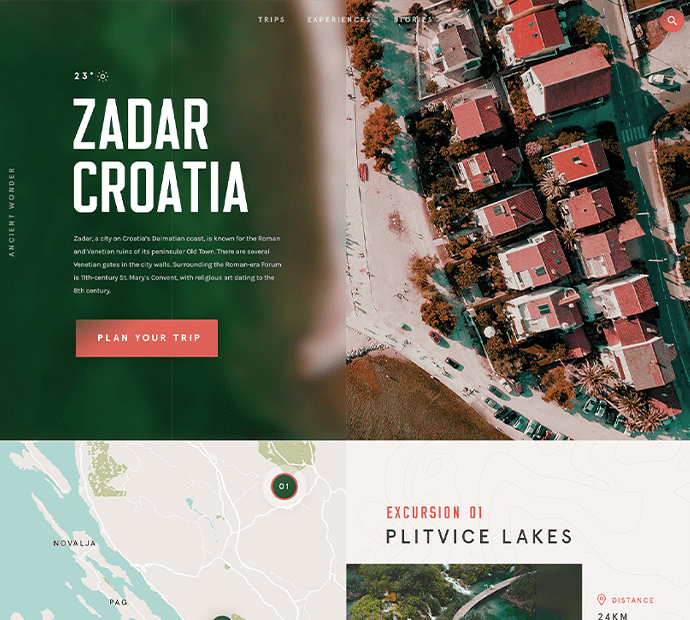 TRIPS EXPERIENCES STORIES
23°
ZADAR
CROATIA
ANCIENT WONDER
Zadar, a city on Croatia's Dalmatian coast, is known for the Roman
and Venetian ruins of its peninsular Old Town. There are several
Venetian gates in the city walls. Surrounding the Roman-era Forum
is 11th-century St. Mary's Convent, with religious art dating to the
8th century.
PLAN YOUR TRIP
01
NOVALJA
PAG
EXCURSION 01
PLITVICE LAKES
DISTANCE
24KM